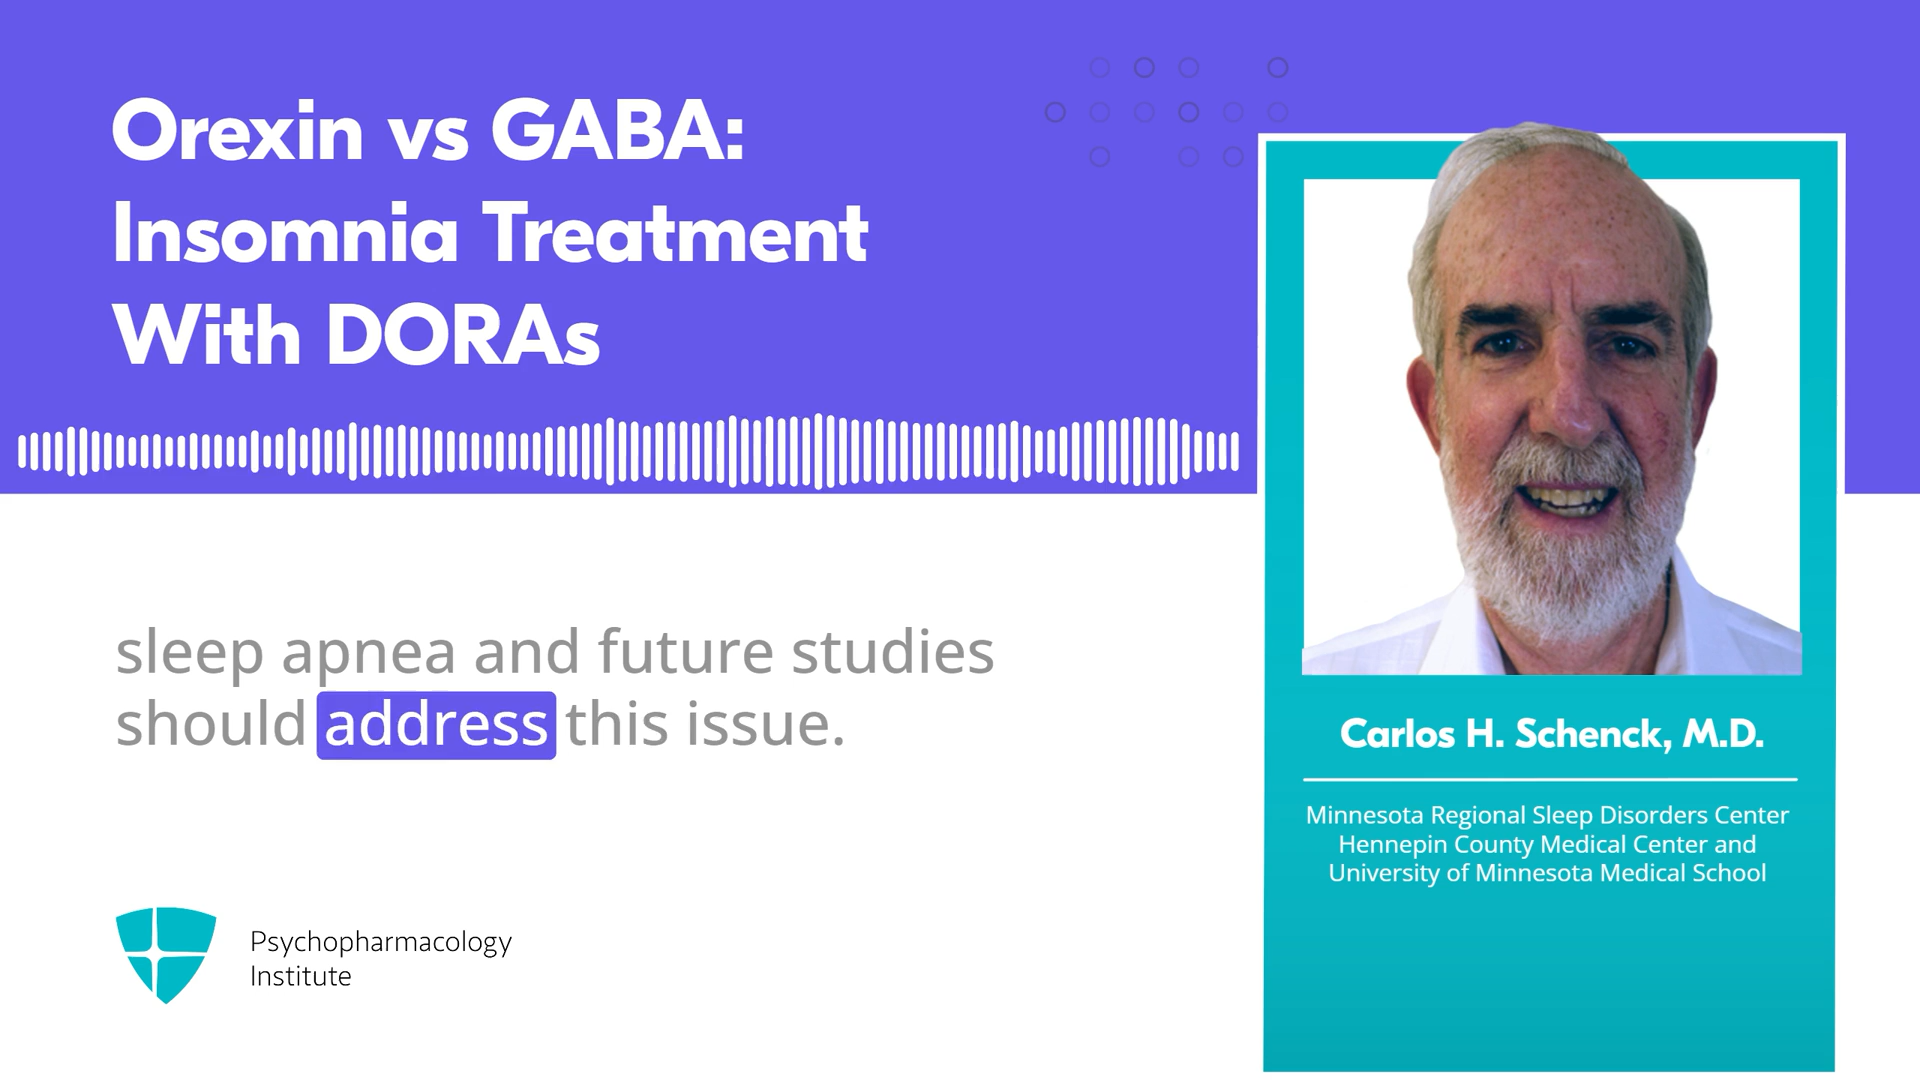 Orexin vs GABA:
Insomnia Treatment
With DORAs
sleep apnea and future studies
should address this issue.
Psychopharmacology
Institute
Carlos H. Schenck, M.D.
Minnesota Regional Sleep Disorders Center
Hennepin County Medical Center and
University of Minnesota Medical School